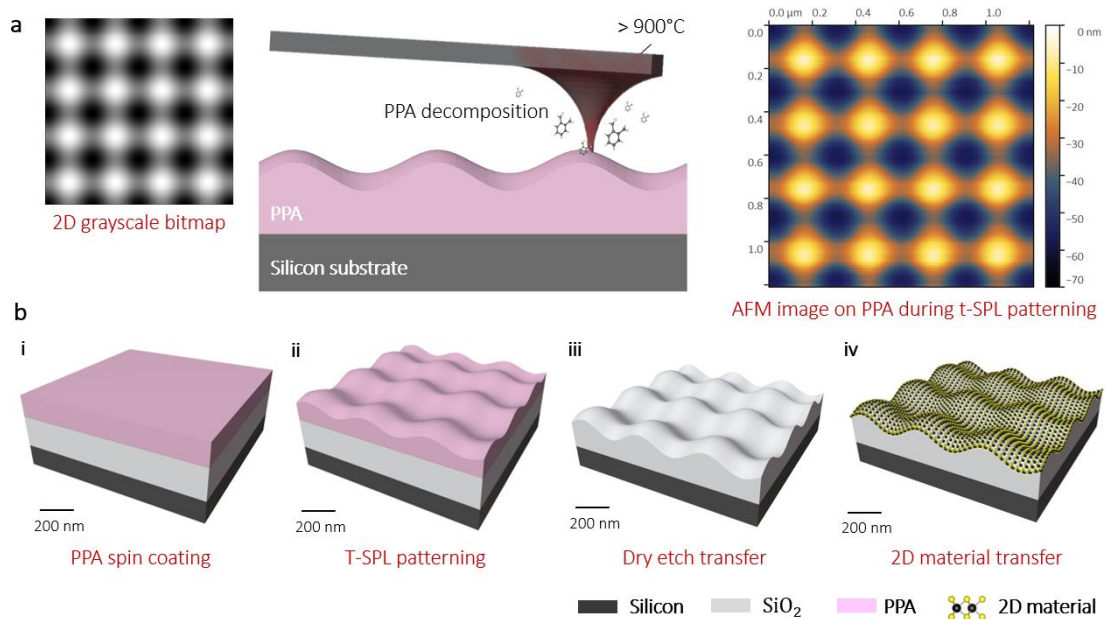 a
2D grayscale bitmap
> 900°C
PPA decomposition
PPA
Silicon substrate
0.0 µm 0.2 0.4 0.6 0.8 1.0
0.0
0.2
0.4
0.6
0.8
1.0
0 nm
−10
−20
−30
−40
−50
−60
−70
AFM image on PPA during t-SPL patterning
b
i
200 nm
PPA spin coating
ii
200 nm
T-SPL patterning
iii
200 nm
Dry etch transfer
iv
200 nm
2D material transfer
Silicon SiO₂ PPA 2D material